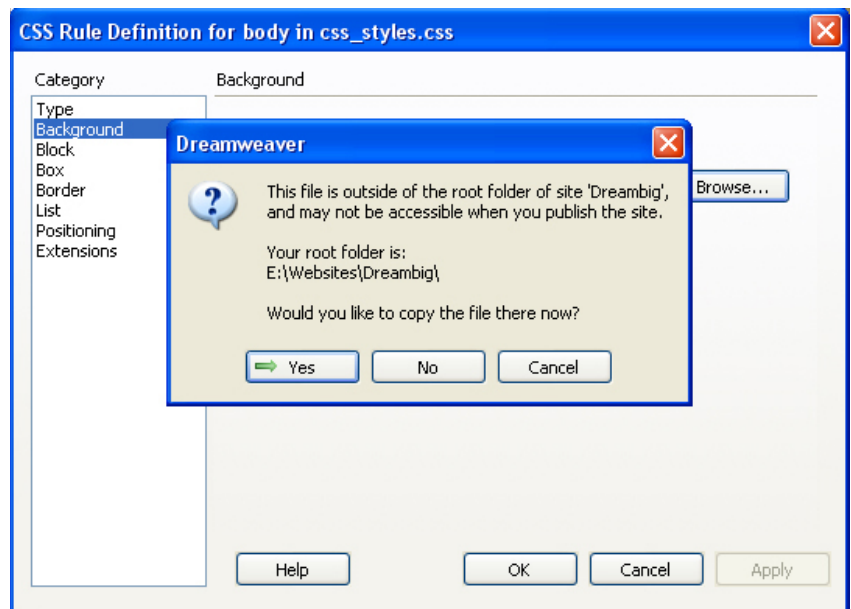 CSS Rule Definition for body in css_styles.css
Category
Background
Type
Background
Block
Box
Border
List
Positioning
Extensions
Browse...
Dreamweaver
This file is outside of the root folder of site 'Dreambig',
and may not be accessible when you publish the site.
Your root folder is:
E:\Websites\Dreambig\
Would you like to copy the file there now?
Yes
No
Cancel
Help
OK
Cancel
Apply